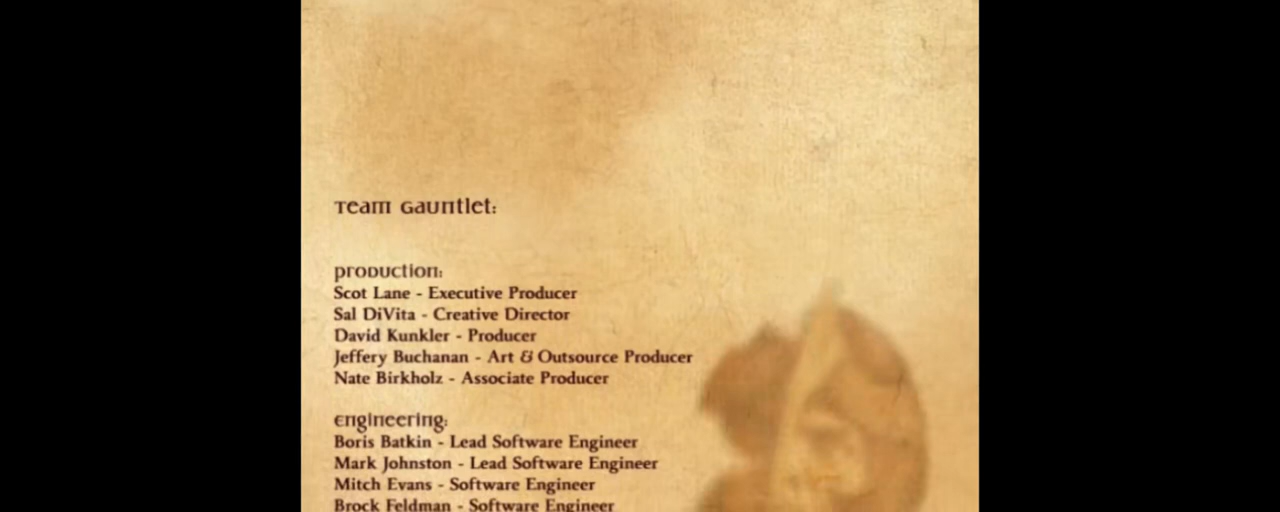 Team Gauntlet:
Production:
Scot Lane - Executive Producer
Sal DiVita - Creative Director
David Kunkler - Producer
Jeffery Buchanan - Art & Outsource Producer
Nate Birkholz - Associate Producer
Engineering:
Boris Batkin - Lead Software Engineer
Mark Johnston - Lead Software Engineer
Mitch Evans - Software Engineer
Brock Feldman - Software Engineer